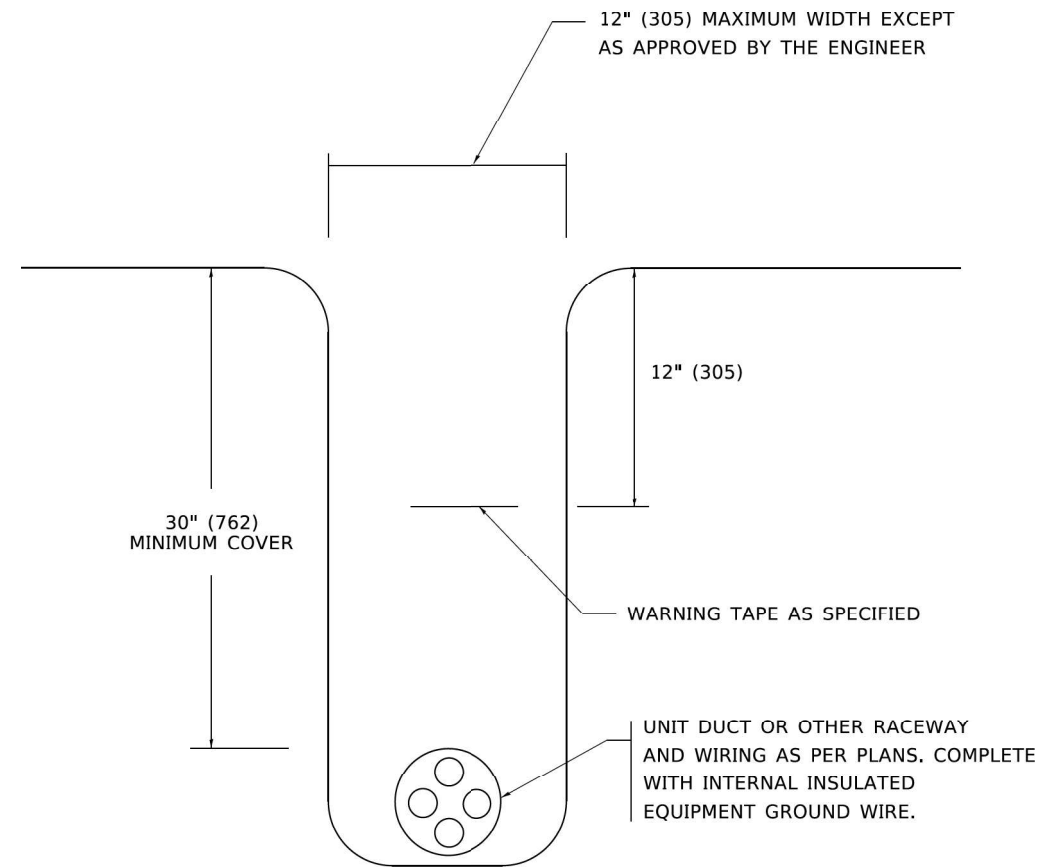 12" (305) MAXIMUM WIDTH EXCEPT
AS APPROVED BY THE ENGINEER
12" (305)
30" (762)
MINIMUM COVER
WARNING TAPE AS SPECIFIED
UNIT DUCT OR OTHER RACEWAY
AND WIRING AS PER PLANS. COMPLETE
WITH INTERNAL INSULATED
EQUIPMENT GROUND WIRE.